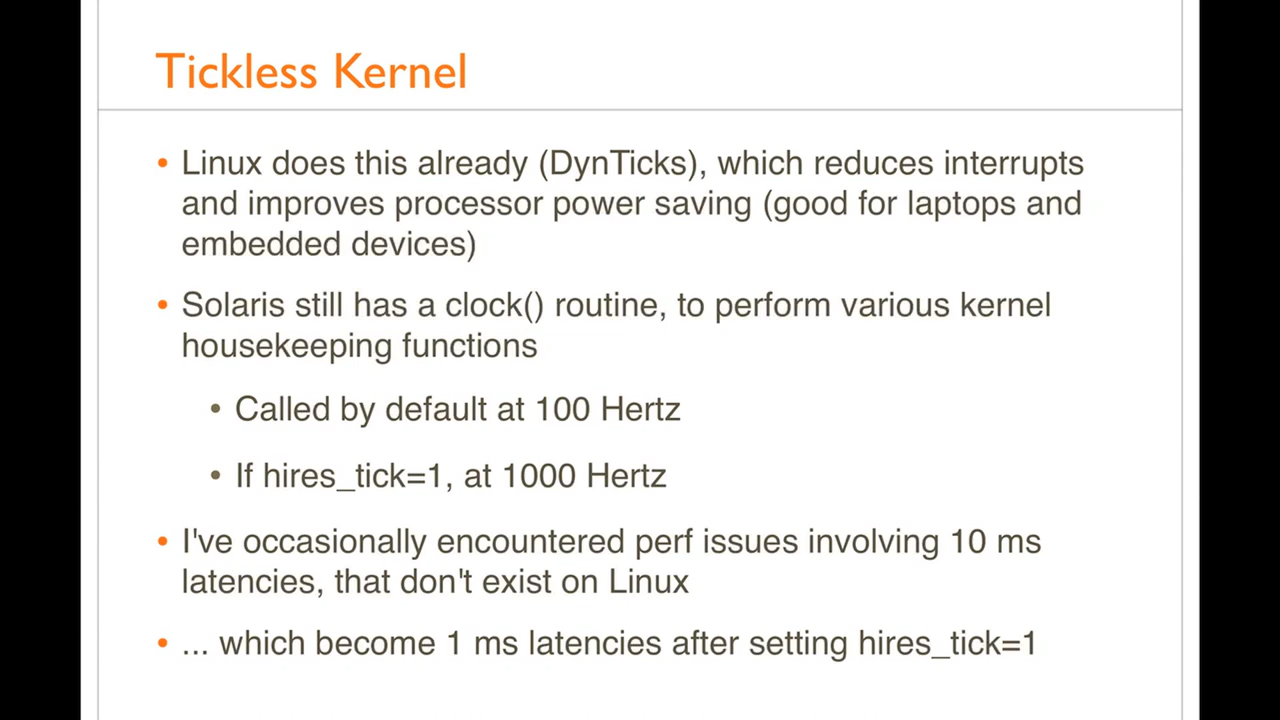 Tickless Kernel
• Linux does this already (DynTicks), which reduces interrupts
and improves processor power saving (good for laptops and
embedded devices)
• Solaris still has a clock() routine, to perform various kernel
housekeeping functions
• Called by default at 100 Hertz
• If hires_tick=1, at 1000 Hertz
• I've occasionally encountered perf issues involving 10 ms
latencies, that don't exist on Linux
• ... which become 1 ms latencies after setting hires_tick=1